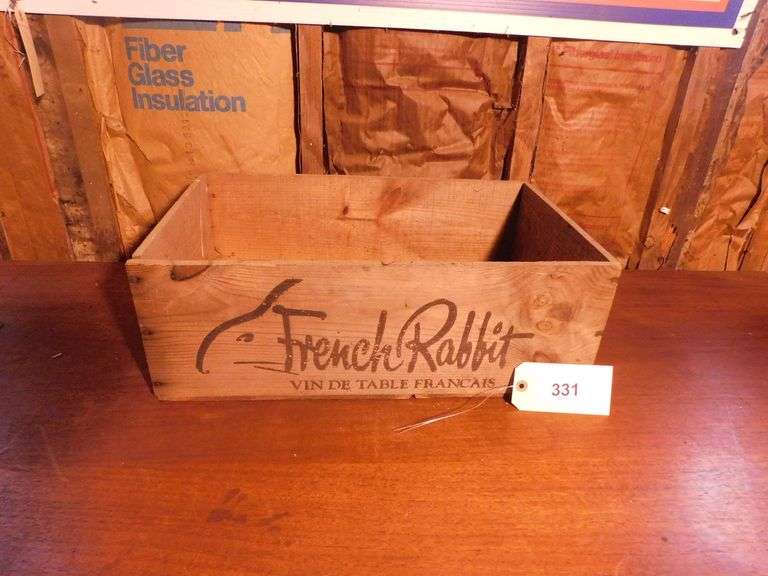 Fiber
Glass
Insulation
French Rabbit
VIN DE TABLE FRANCAIS
331